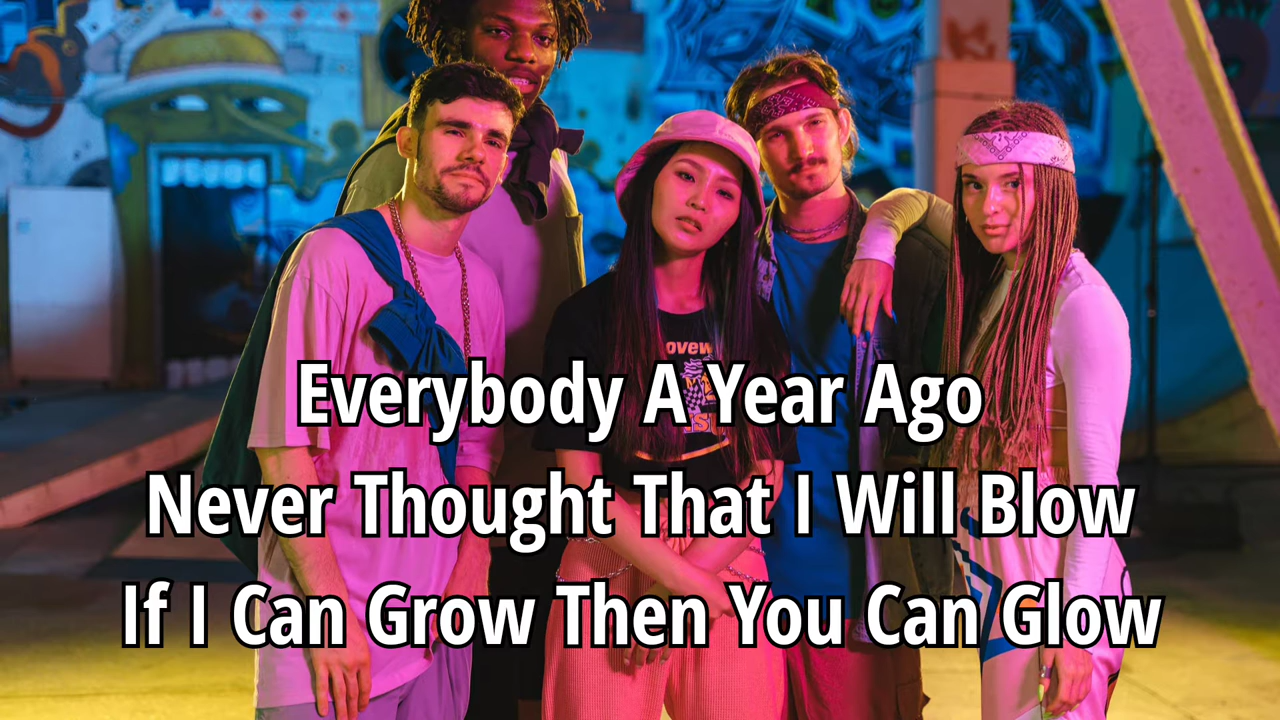 Everybody A Year Ago
Never Thought That I Will Blow
If I Can Grow Then You Can Glow